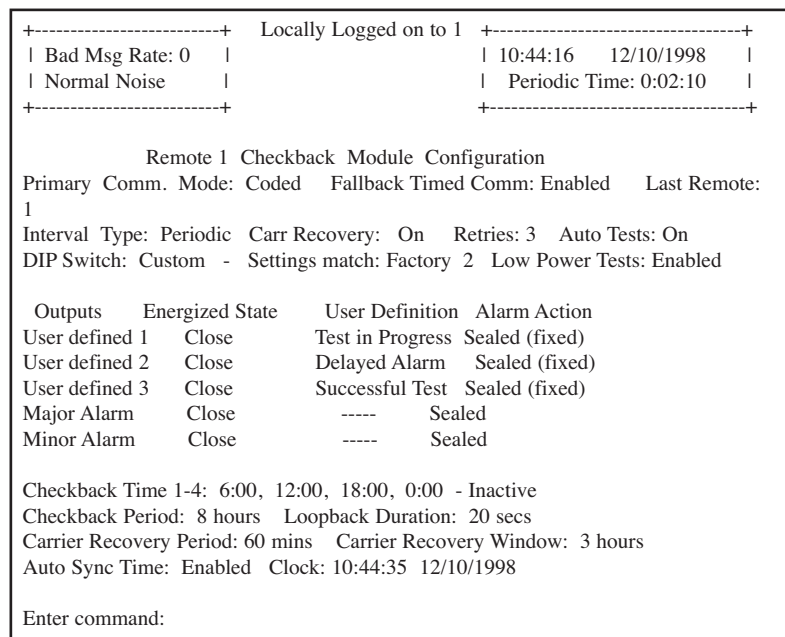 +--------------------------+ Locally Logged on to 1 +-----------------------------------+
| Bad Msg Rate: 0 | | 10:44:16 12/10/1998 |
| Normal Noise | | Periodic Time: 0:02:10 |
+--------------------------+ +------------------------------------+
Remote 1 Checkback Module Configuration
Primary Comm. Mode: Coded Fallback Timed Comm: Enabled Last Remote:
1
Interval Type: Periodic Carr Recovery: On Retries: 3 Auto Tests: On
DIP Switch: Custom - Settings match: Factory 2 Low Power Tests: Enabled
Outputs Energized State User Definition Alarm Action
User defined 1 Close Test in Progress Sealed (fixed)
User defined 2 Close Delayed Alarm Sealed (fixed)
User defined 3 Close Successful Test Sealed (fixed)
Major Alarm Close ----- Sealed
Minor Alarm Close ----- Sealed
Checkback Time 1-4: 6:00, 12:00, 18:00, 0:00 - Inactive
Checkback Period: 8 hours Loopback Duration: 20 secs
Carrier Recovery Period: 60 mins Carrier Recovery Window: 3 hours
Auto Sync Time: Enabled Clock: 10:44:35 12/10/1998
Enter command: